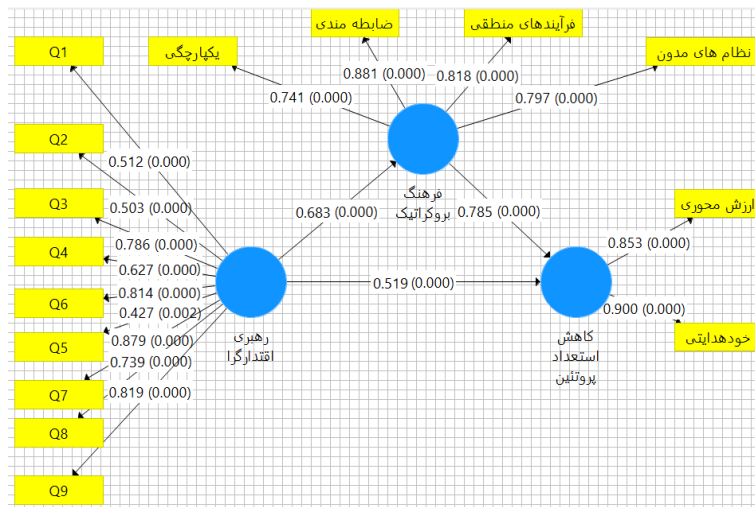 Q1
Q2
Q3
Q4
Q6
Q5
Q7
Q8
Q9
یکپارچگی
ضابطه مندی
فرآیندهای منطقی
نظام های مدون
0.741 (0.000)
0.881 (0.000)
0.818 (0.000)
0.797 (0.000)
0.512 (0.000)
0.503 (0.000)
0.786 (0.000)
0.627 (0.000)
0.814 (0.000)
0.427 (0.002)
0.879 (0.000)
0.739 (0.000)
0.819 (0.000)
فرهنگ
بروکراتیک
0.683 (0.000)
0.785 (0.000)
0.519 (0.000)
رهبری
اقتدارگرا
کاهش
استعداد
پروتئین
ارزش محوری
0.853 (0.000)
0.900 (0.000)
خودهدایتی